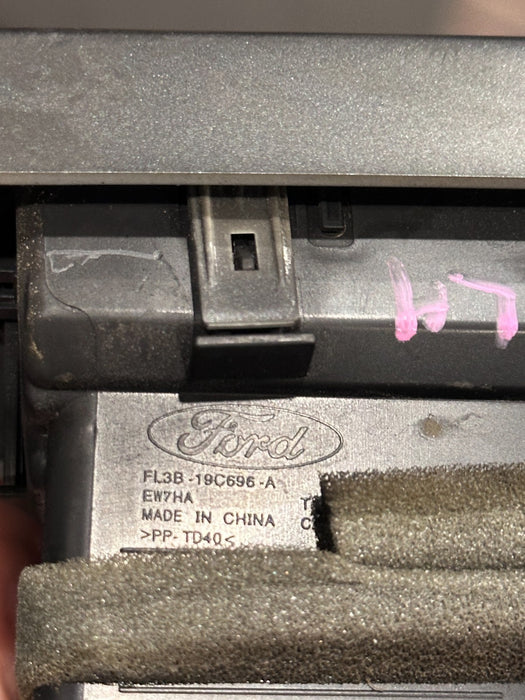 Ford
FL3B-19C696-A
EW7HA
MADE IN CHINA
>PP-TD40<